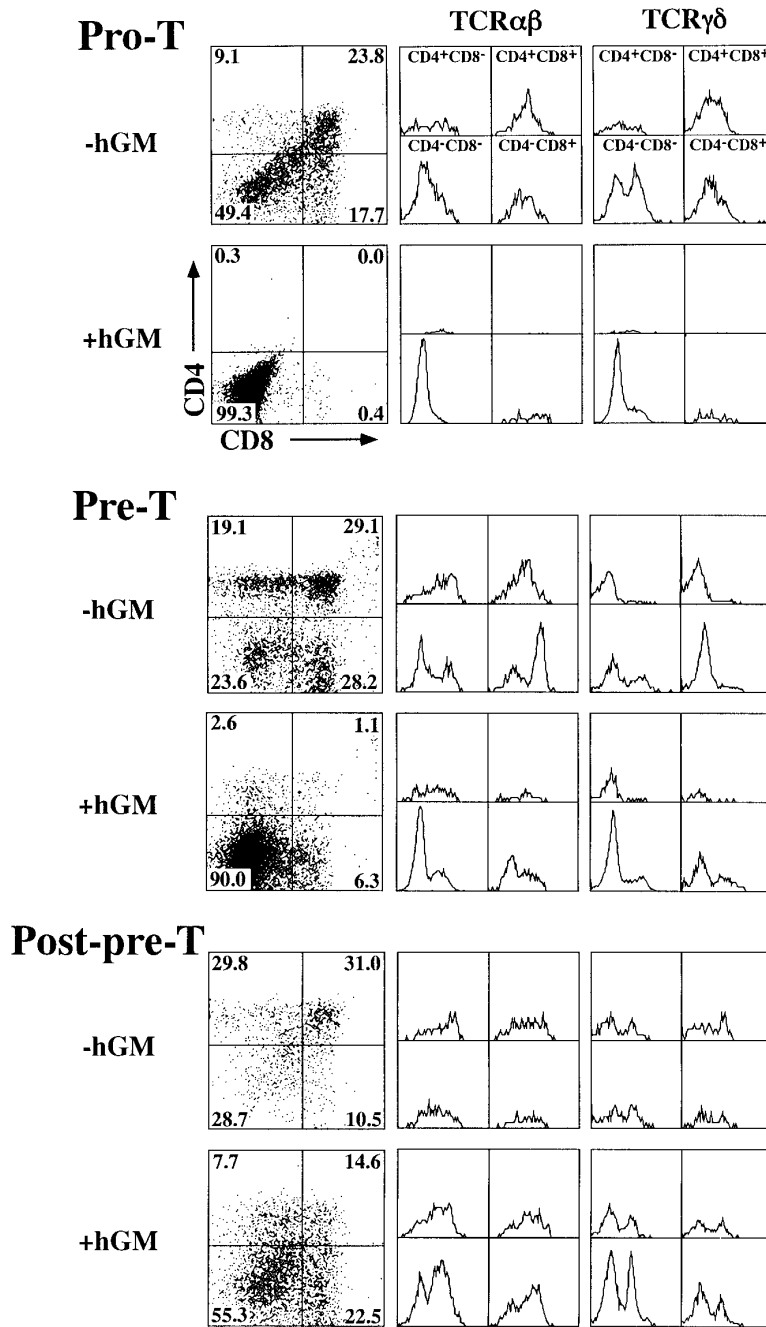 TCRαβ TCRγδ
Pro-T
9.1 23.8
CD4+CD8- CD4+CD8+ CD4+CD8- CD4+CD8+
-hGM
CD4-CD8- CD4-CD8+ CD4-CD8- CD4-CD8+
49.4 17.7
0.3 0.0
+hGM
CD4
99.3 0.4
CD8
Pre-T
19.1 29.1
-hGM
23.6 28.2
2.6 1.1
+hGM
90.0 6.3
Post-pre-T
29.8 31.0
-hGM
28.7 10.5
7.7 14.6
+hGM
55.3 22.5